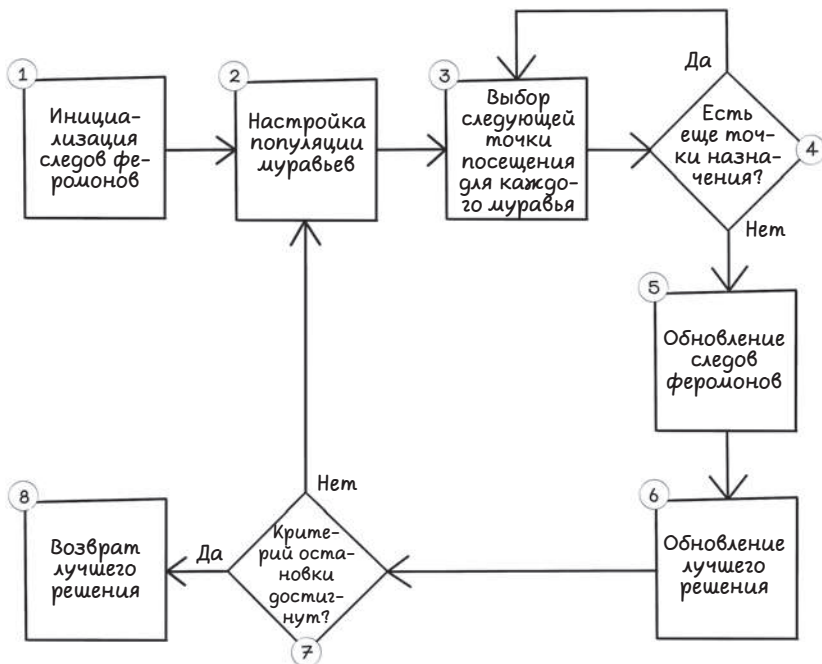 1
Инициа-
лизация
следов фе-
ромонов
2
Настройка
популяции
муравьев
3
Выбор
следующей
точки
посещения
для каждо-
го муравья
Да
Есть
еще точ-
ки назна-
чения?
4
Нет
5
Обновление
следов
феромонов
6
Обновление
лучшего
решения
Нет
Крите-
рий оста-
новки
достиг-
нут?
7
Да
8
Возврат
лучшего
решения